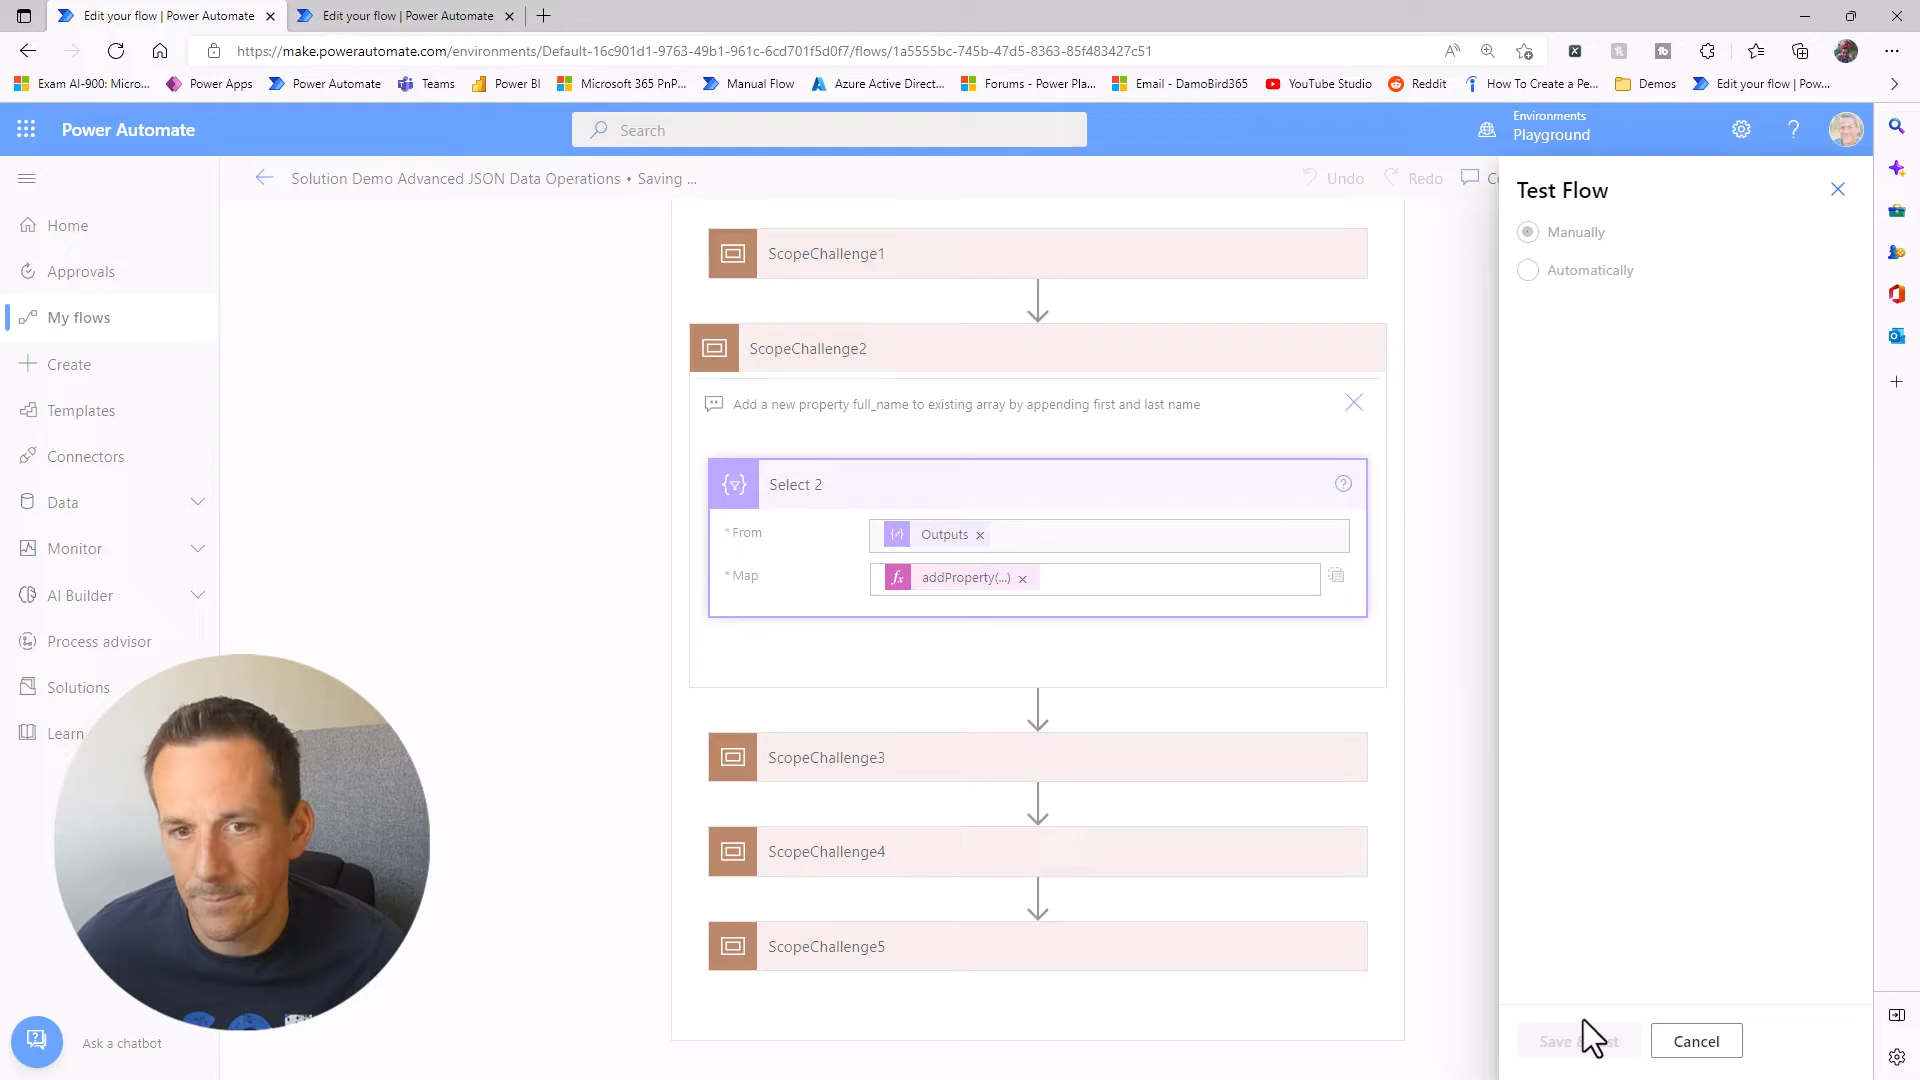 Edit your flow | Power Automate
Edit your flow | Power Automate
https://make.powerautomate.com/environments/Default-16c901d1-9763-49b1-961c-6cd701f5d0f7/flows/1a5555bc-745b-47d5-8363-85f483427c51
Exam AI-900: Micro...
Power Apps
Power Automate
Teams
Power BI
Microsoft 365 PnP...
Manual Flow
Azure Active Direct...
Forums - Power Pla...
Email - DamoBird365
YouTube Studio
Reddit
How To Create a Pe...
Demos
Edit your flow | Pow...
Power Automate
Search
Environments
Playground
Solution Demo Advanced JSON Data Operations • Saving ...
Undo
Redo
Test Flow
Manually
Automatically
Home
Approvals
My flows
Create
Templates
Connectors
Data
Monitor
AI Builder
Process advisor
Solutions
Learn
Ask a chatbot
ScopeChallenge1
ScopeChallenge2
Add a new property full_name to existing array by appending first and last name
Select 2
* From
Outputs
* Map
fx addProperty(...)
ScopeChallenge3
ScopeChallenge4
ScopeChallenge5
Save
Cancel